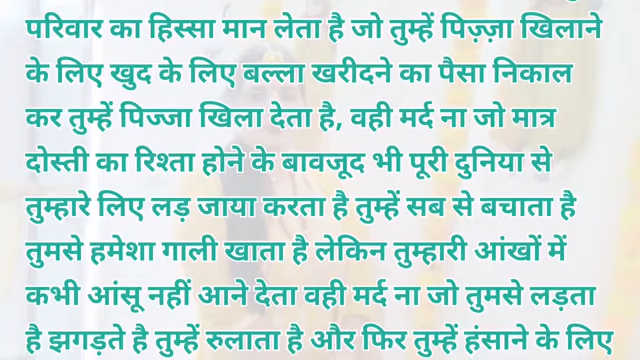 परिवार का हिस्सा मान लेता है जो तुम्हें पिज़्ज़ा खिलाने
के लिए खुद के लिए बल्ला खरीदने का पैसा निकाल
कर तुम्हें पिज्जा खिला देता है, वही मर्द ना जो मात्र
दोस्ती का रिश्ता होने के बावजूद भी पूरी दुनिया से
तुम्हारे लिए लड़ जाया करता है तुम्हें सब से बचाता है
तुमसे हमेशा गाली खाता है लेकिन तुम्हारी आंखों में
कभी आंसू नहीं आने देता वही मर्द ना जो तुमसे लड़ता
है झगड़ते है तुम्हें रुलाता है और फिर तुम्हें हंसाने के लिए